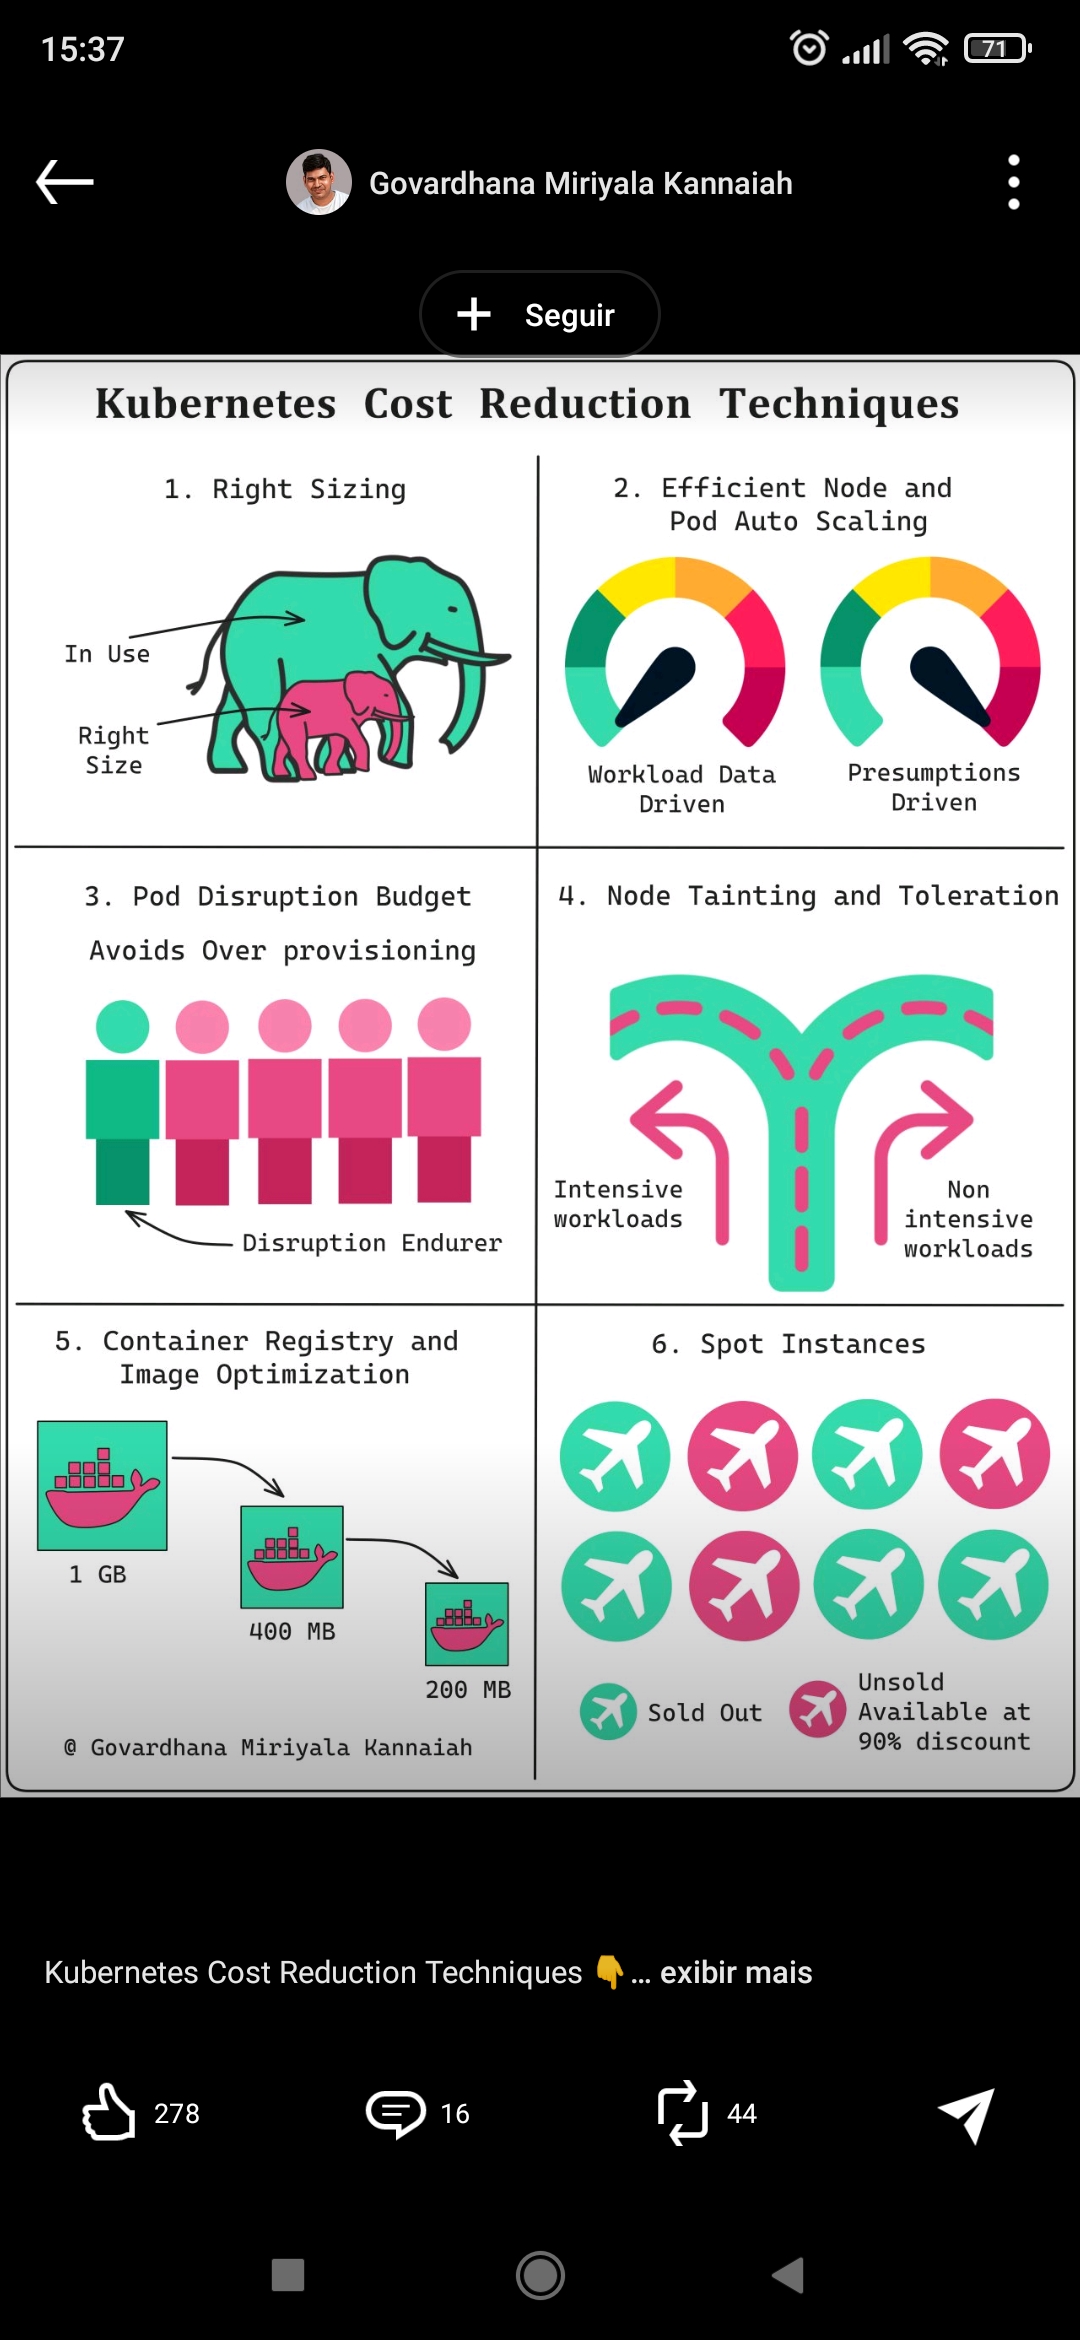 15:37
71
Govardhana Miriyala Kannaiah
+ Seguir
Kubernetes Cost Reduction Techniques
1. Right Sizing
In Use
Right
Size
2. Efficient Node and
Pod Auto Scaling
Workload Data
Driven
Presumptions
Driven
3. Pod Disruption Budget
Avoids Over provisioning
Disruption Endurer
4. Node Tainting and Toleration
Intensive
workloads
Non
intensive
workloads
5. Container Registry and
Image Optimization
1 GB
400 MB
200 MB
@ Govardhana Miriyala Kannaiah
6. Spot Instances
Sold Out
Unsold
Available at
90% discount
Kubernetes Cost Reduction Techniques 👇... exibir mais
278
16
44